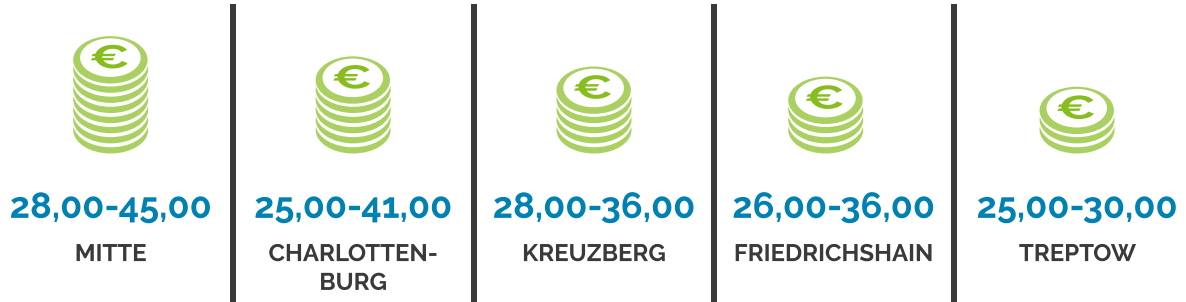 €
28,00-45,00
MITTE
€
25,00-41,00
CHARLOTTEN-
BURG
€
28,00-36,00
KREUZBERG
€
26,00-36,00
FRIEDRICHSHAIN
€
25,00-30,00
TREPTOW